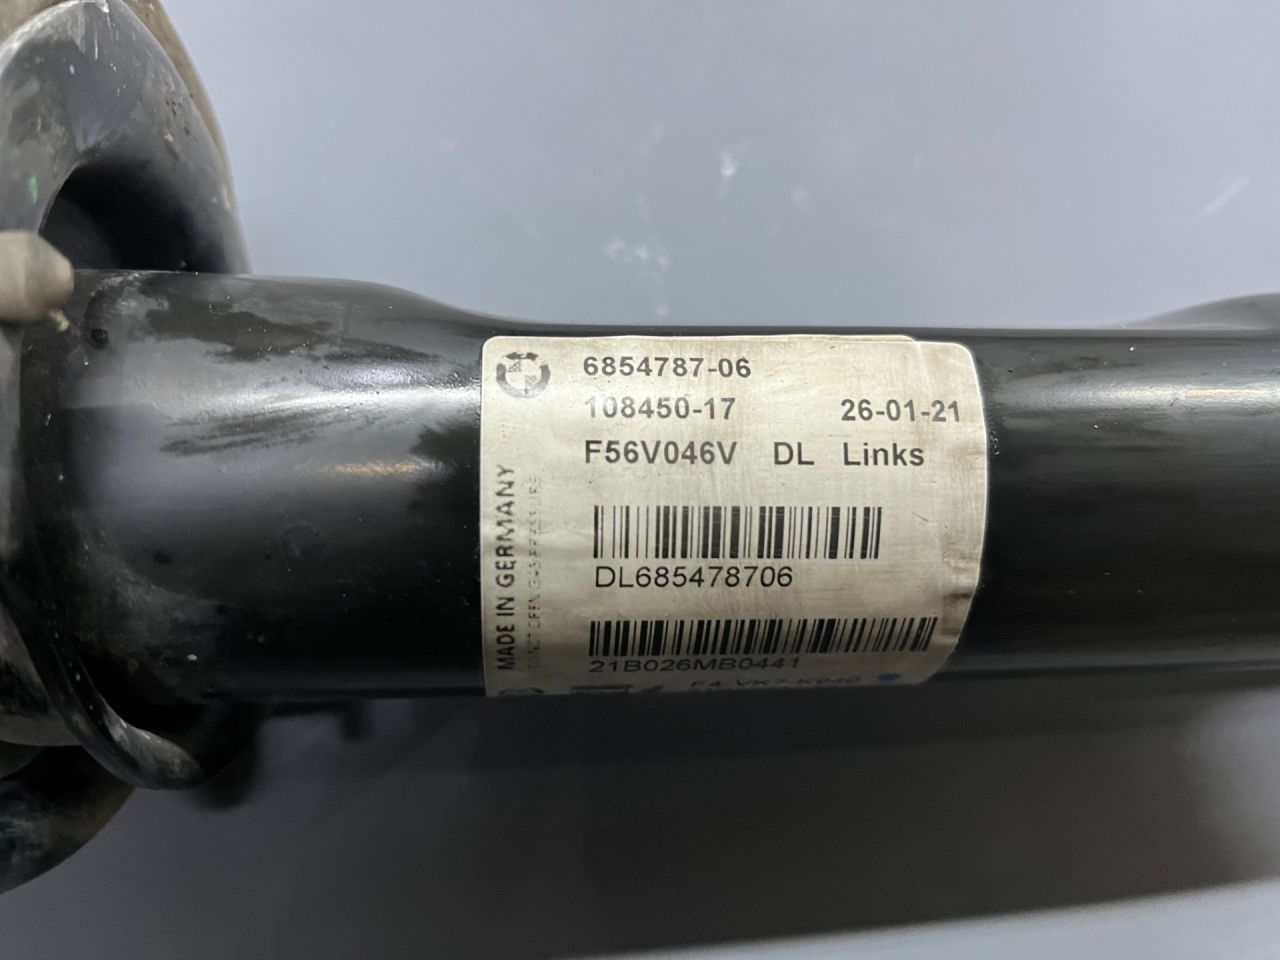 6854787-06
108450-17 26-01-21
F56V046V DL Links
MADE IN GERMANY
DL685478706
21B026MB0441